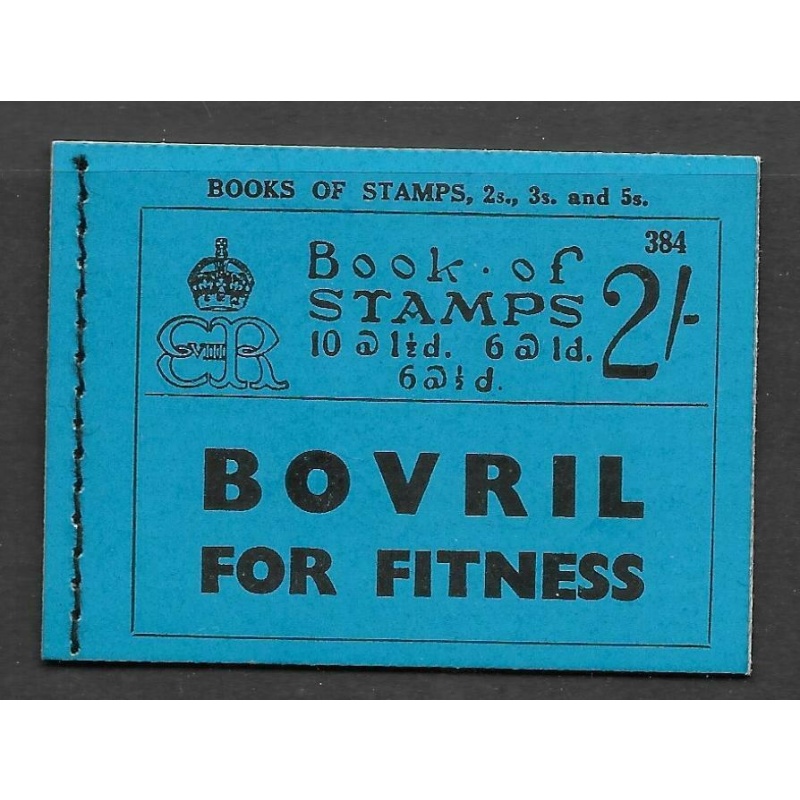 BOOKS OF STAMPS, 2s., 3s. and 5s.
384
Book · of
STAMPS
2/-
10 @ 1½d. 6 @ 1d.
6 @ ½d.
EVIIIR
BOVRIL
FOR FITNESS